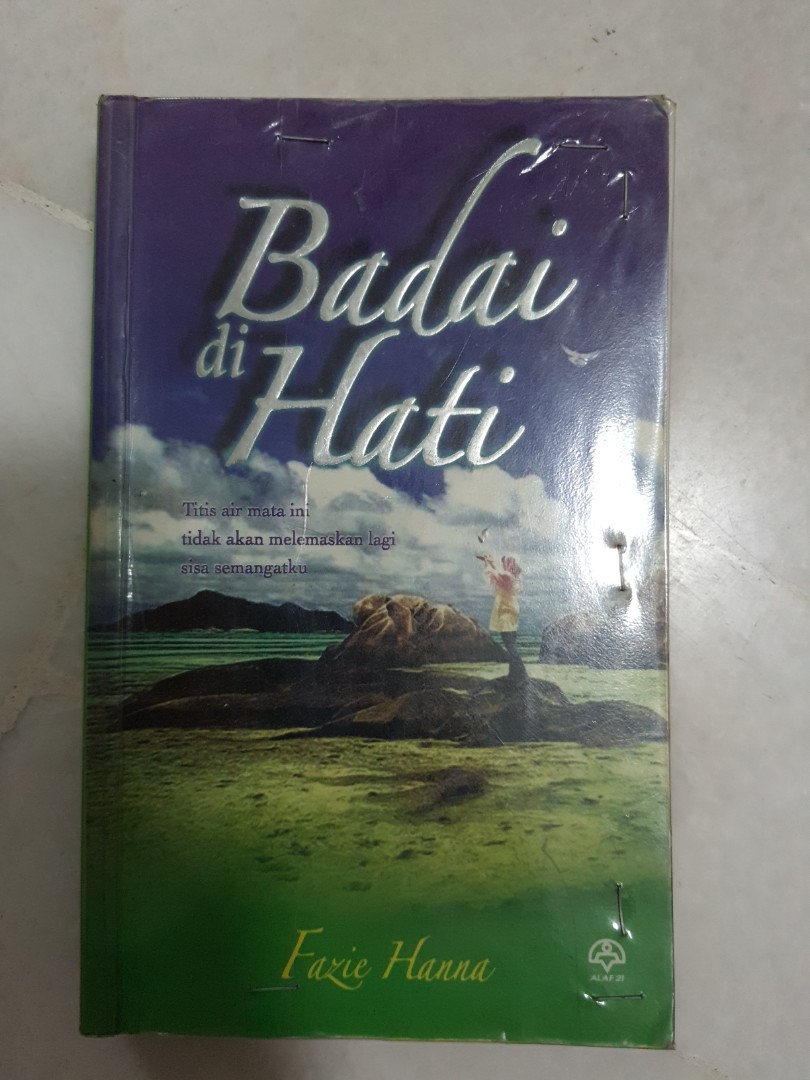 Badai
di
Hati
Titis air mata ini
tidak akan melemaskan lagi
sisa semangatku
Fazie Hanna
ALAF 21